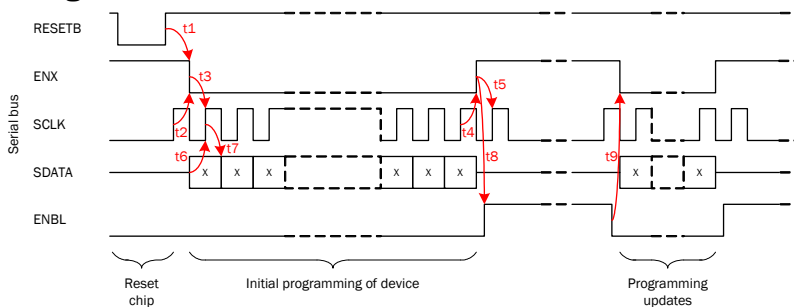 RESETB
t1
ENX
t3
t5
Serial bus
SCLK
t2
t4
t6
t7
t8
t9
SDATA
X X X X X X X X
ENBL
Reset chip
Initial programming of device
Programming updates